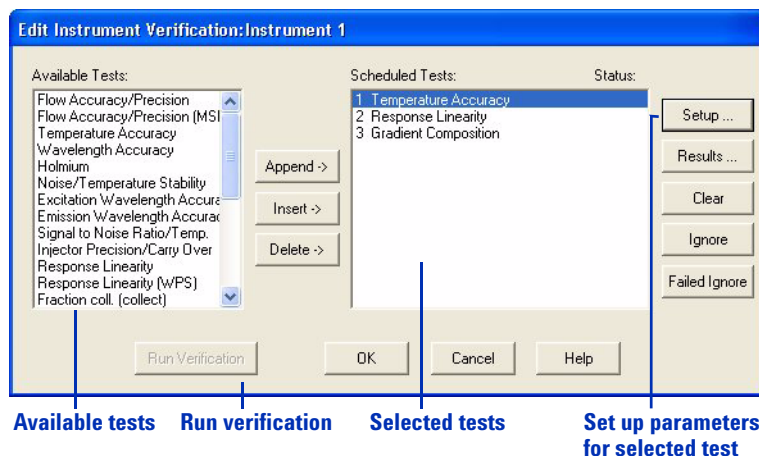 Edit Instrument Verification:Instrument 1
Available Tests:
Flow Accuracy/Precision
Flow Accuracy/Precision (MSI
Temperature Accuracy
Wavelength Accuracy
Holmium
Noise/Temperature Stability
Excitation Wavelength Accura
Emission Wavelength Accurac
Signal to Noise Ratio/Temp.
Injector Precision/Carry Over
Response Linearity
Response Linearity (WPS)
Fraction coll. (collect)
Append ->
Insert ->
Delete ->
Scheduled Tests:
Status:
1 Temperature Accuracy
2 Response Linearity
3 Gradient Composition
Setup ...
Results ...
Clear
Ignore
Failed Ignore
Run Verification
OK
Cancel
Help
Available tests
Run verification
Selected tests
Set up parameters
for selected test